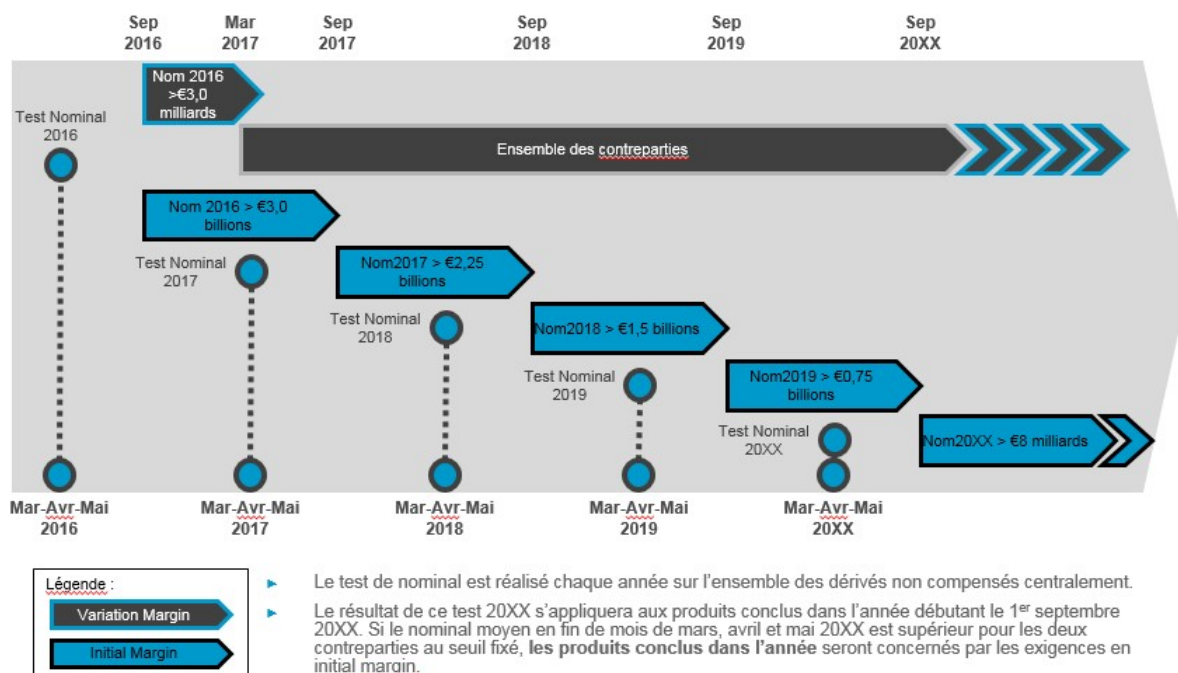 Sep
2016
Mar
2017
Sep
2017
Sep
2018
Sep
2019
Sep
20XX
Nom 2016
>€3,0
milliards
Test Nominal
2016
Ensemble des contreparties
Nom 2016 > €3,0
billions
Test Nominal
2017
Nom2017 > €2,25
billions
Test Nominal
2018
Nom2018 > €1,5 billions
Test Nominal
2019
Nom2019 > €0,75
billions
Test Nominal
20XX
Nom20XX > €8 milliards
Mar-Avr-Mai
2016
Mar-Avr-Mai
2017
Mar-Avr-Mai
2018
Mar-Avr-Mai
2019
Mar-Avr-Mai
20XX
Légende :
Variation Margin
Initial Margin
Le test de nominal est réalisé chaque année sur l'ensemble des dérivés non compensés centralement.
Le résultat de ce test 20XX s'appliquera aux produits conclus dans l'année débutant le 1er septembre
20XX. Si le nominal moyen en fin de mois de mars, avril et mai 20XX est supérieur pour les deux
contreparties au seuil fixé, les produits conclus dans l'année seront concernés par les exigences en
initial margin.